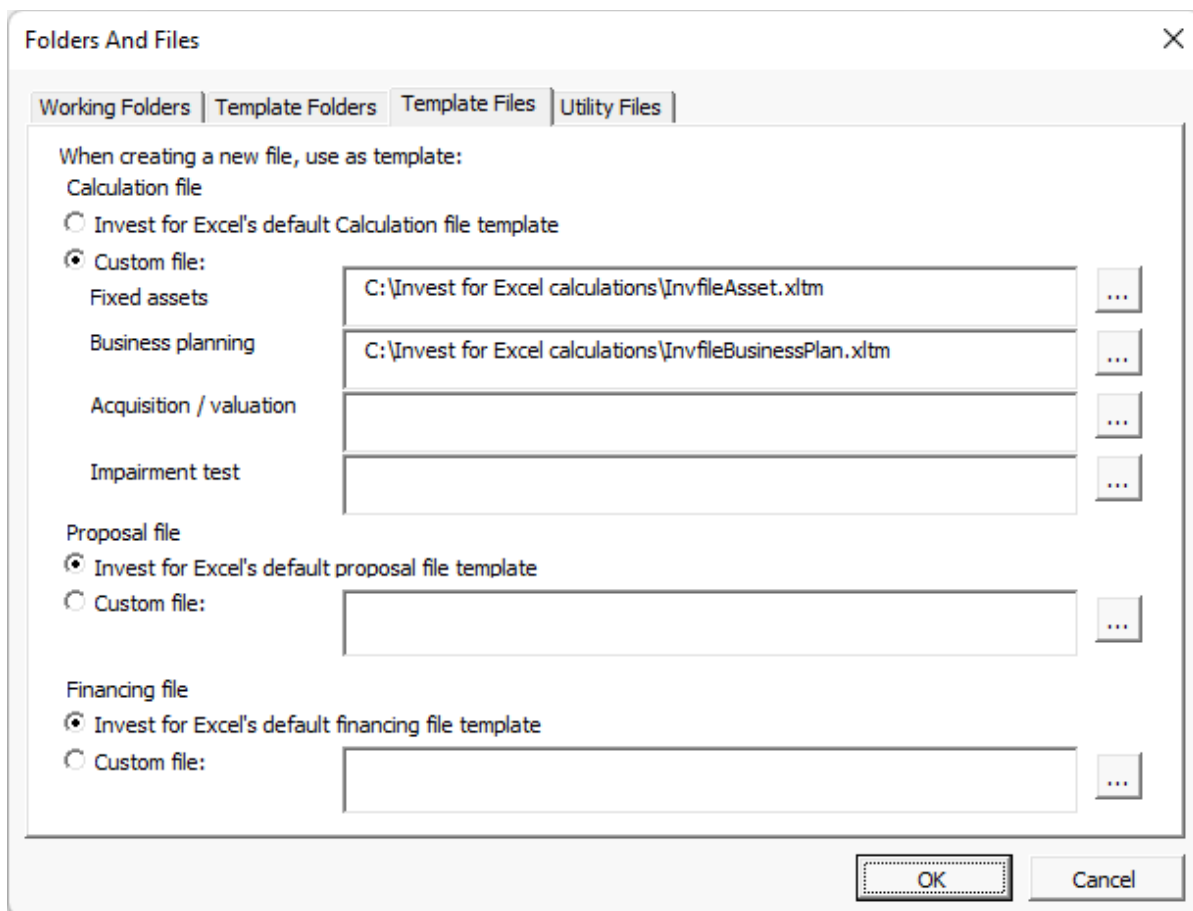 Folders And Files
Working Folders Template Folders Template Files Utility Files
When creating a new file, use as template:
Calculation file
Invest for Excel's default Calculation file template
Custom file:
Fixed assets C:\Invest for Excel calculations\InvfileAsset.xltm ...
Business planning C:\Invest for Excel calculations\InvfileBusinessPlan.xltm ...
Acquisition / valuation ...
Impairment test ...
Proposal file
Invest for Excel's default proposal file template
Custom file: ...
Financing file
Invest for Excel's default financing file template
Custom file: ...
OK Cancel